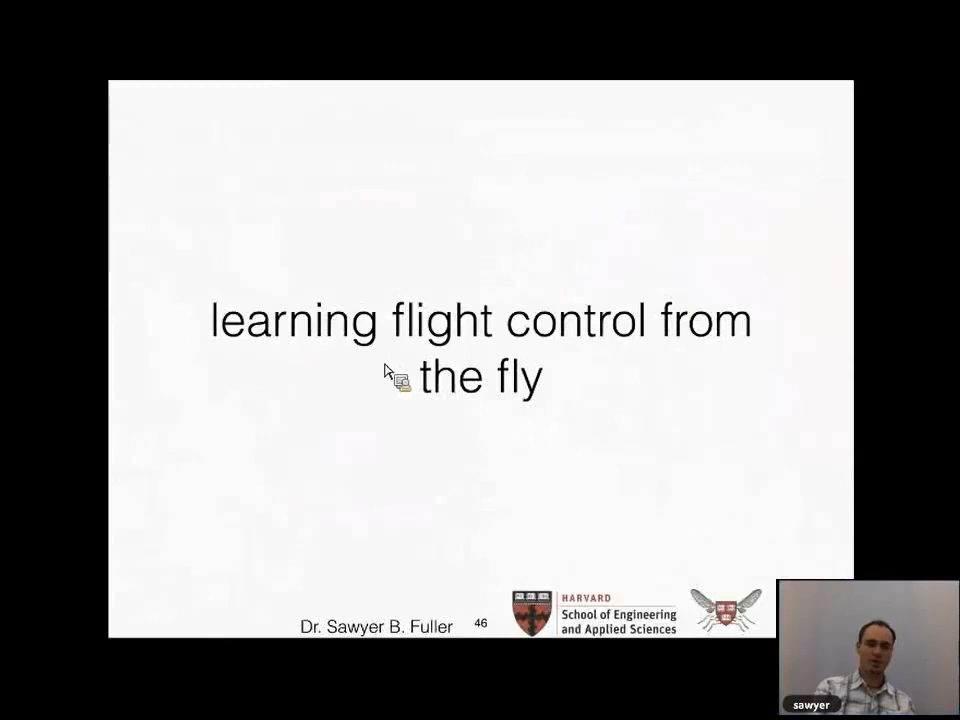 learning flight control from
the fly
Dr. Sawyer B. Fuller
46
HARVARD
School of Engineering
and Applied Sciences
sawyer